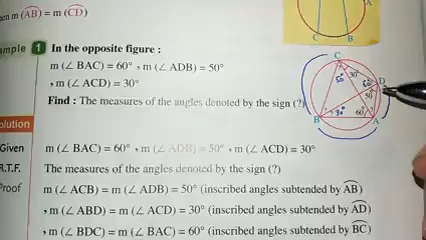 m (AB) = m (CD)
C B A
ample 1 In the opposite figure :
m (∠ BAC) = 60° , m (∠ ADB) = 50°
, m (∠ ACD) = 30°
Find : The measures of the angles denoted by the sign (?)
C
50° 30°
60° D
50°
B ? 30° 60° ? A
olution
Given m (∠ BAC) = 60° , m (∠ ADB) = 50° , m (∠ ACD) = 30°
R.T.F. The measures of the angles denoted by the sign (?)
Proof m (∠ ACB) = m (∠ ADB) = 50° (inscribed angles subtended by AB)
, m (∠ ABD) = m (∠ ACD) = 30° (inscribed angles subtended by AD)
, m (∠ BDC) = m (∠ BAC) = 60° (inscribed angles subtended by BC)